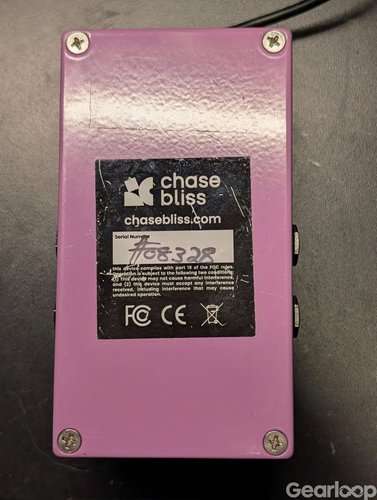 chase
bliss
chasebliss.com
Serial Number
#08328
this device complies with part 15 of the FCC rules.
Operation is subject to the following two conditions:
(1) this device may not cause harmful interference,
and (2) this device must accept any interference
received, including interference that may cause
undesired operation.
FC CE
Gearloop